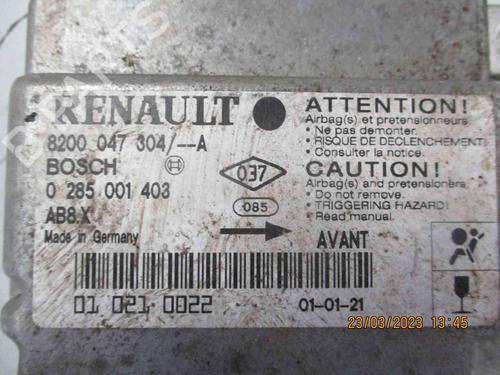 RENAULT
8200 047 304/--A
BOSCH
0 285 001 403
AB8.X
Made in Germany
037
085
AVANT
ATTENTION!
Airbag(s) et pretensionneurs
• Ne pas demonter.
• RISQUE DE DECLENCHEMENT
• Consulter la notice.
CAUTION!
Airbag(s) and pretensioners
• Do not remove.
• TRIGGERING HAZARD!
• Read manual.
01 021 0022
01-01-21
23/03/2023 13:45